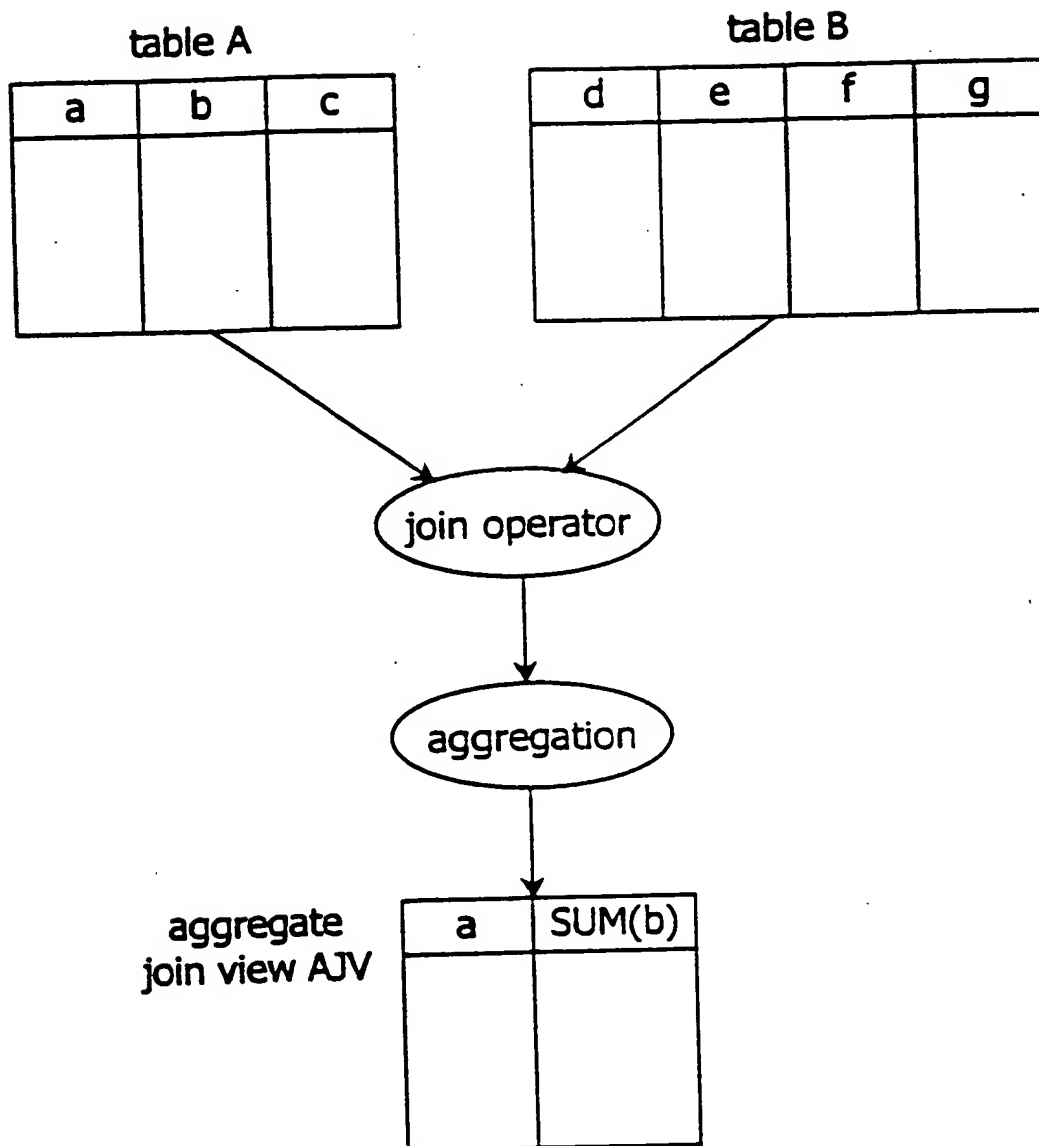 table A
table B
a b c
d e f g
join operator
aggregation
aggregate
join view AJV
a SUM(b)